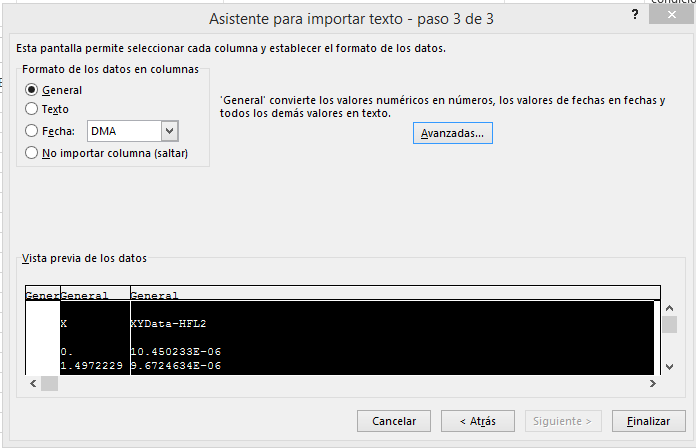 condicio
Asistente para importar texto - paso 3 de 3
?
Esta pantalla permite seleccionar cada columna y establecer el formato de los datos.
Formato de los datos en columnas
General
Texto
Fecha: DMA
No importar columna (saltar)
'General' convierte los valores numéricos en números, los valores de fechas en fechas y
todos los demás valores en texto.
Avanzadas...
Vista previa de los datos
Gener General General
X XYData-HFL2
0. 10.450233E-06
1.4972229 9.6724634E-06
Cancelar < Atrás Siguiente > Finalizar